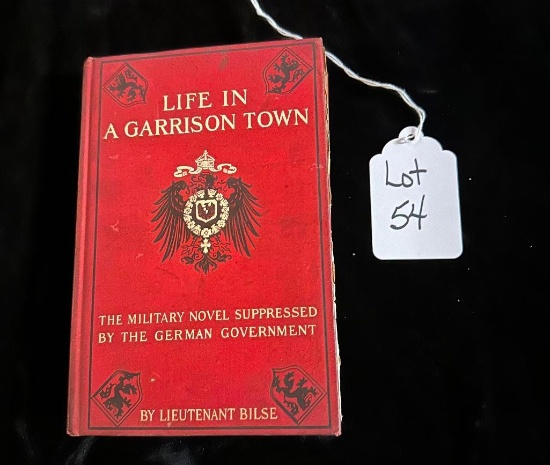 LIFE IN
A GARRISON TOWN
THE MILITARY NOVEL SUPPRESSED
BY THE GERMAN GOVERNMENT
BY LIEUTENANT BILSE
Lot
54